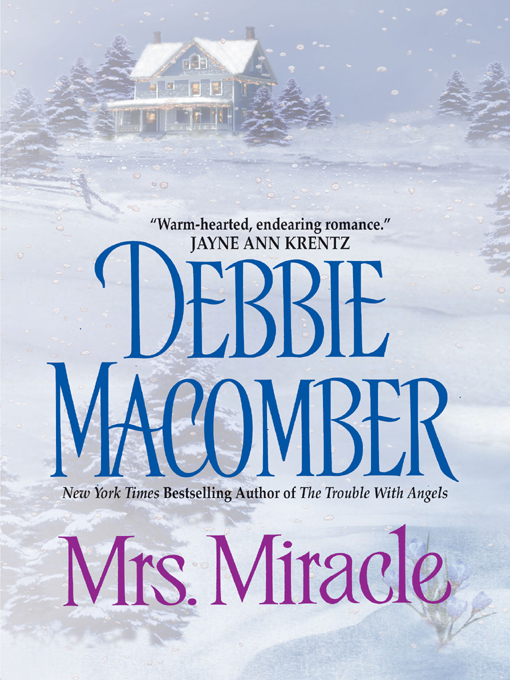 “Warm-hearted, endearing romance.”
JAYNE ANN KRENTZ
DEBBIE
MACOMBER
New York Times Bestselling Author of The Trouble With Angels
Mrs. Miracle